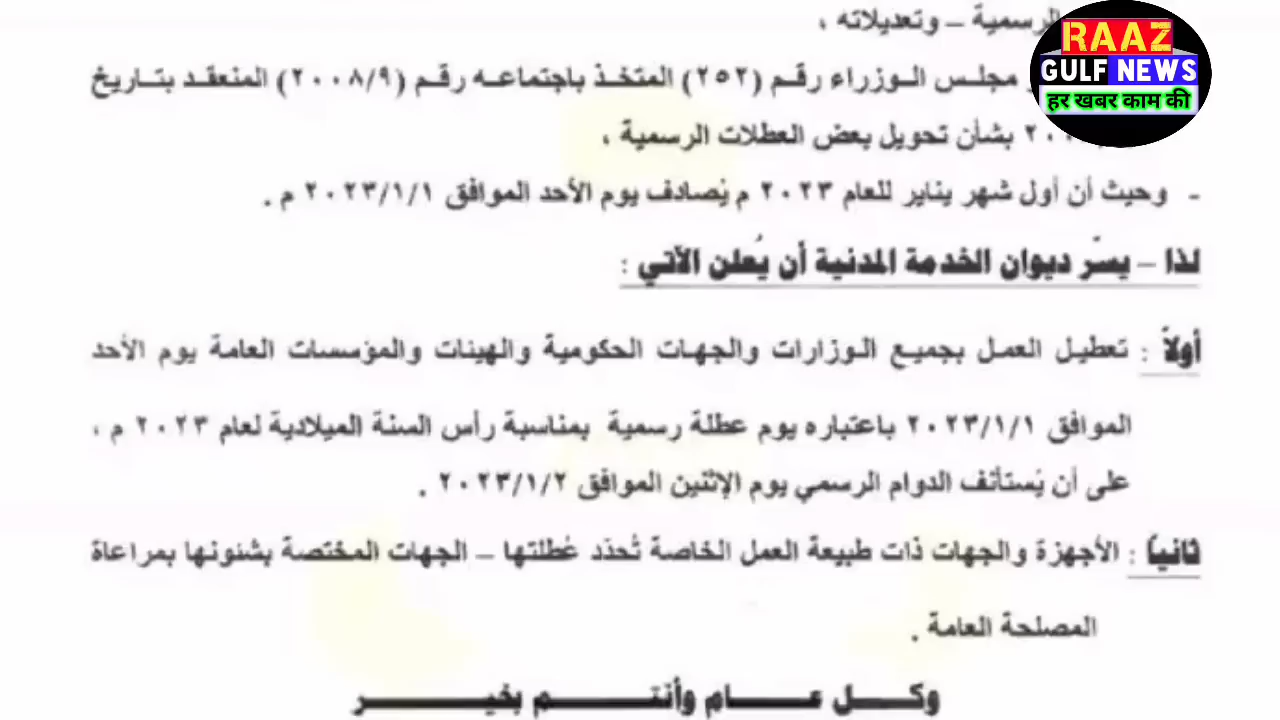 الرسمية – وتعديلاته ،
مجلس الوزراء رقم (٢٥٢) المتخذ باجتماعه رقم (٢٠٠٨/٩) المنعقد بتاريخ
بشأن تحويل بعض العطلات الرسمية ،
- وحيث أن أول شهر يناير للعام ٢٠٢٣ م يُصادف يوم الأحد الموافق ٢٠٢٣/١/١ م .
لذا – يسّر ديوان الخدمة المدنية أن يُعلن الآتي :
أولاً : تعطيل العمل بجميع الوزارات والجهات الحكومية والهيئات والمؤسسات العامة يوم الأحد
الموافق ٢٠٢٣/١/١ باعتباره يوم عطلة رسمية بمناسبة رأس السنة الميلادية لعام ٢٠٢٣ م ،
على أن يُستأنف الدوام الرسمي يوم الإثنين الموافق ٢٠٢٣/١/٢ .
ثانياً : الأجهزة والجهات ذات طبيعة العمل الخاصة تُحدّد عُطلتها – الجهات المختصة بشئونها بمراعاة
المصلحة العامة .
وكل عام وأنتم بخير
RAAZ
GULF NEWS
हर खबर काम की